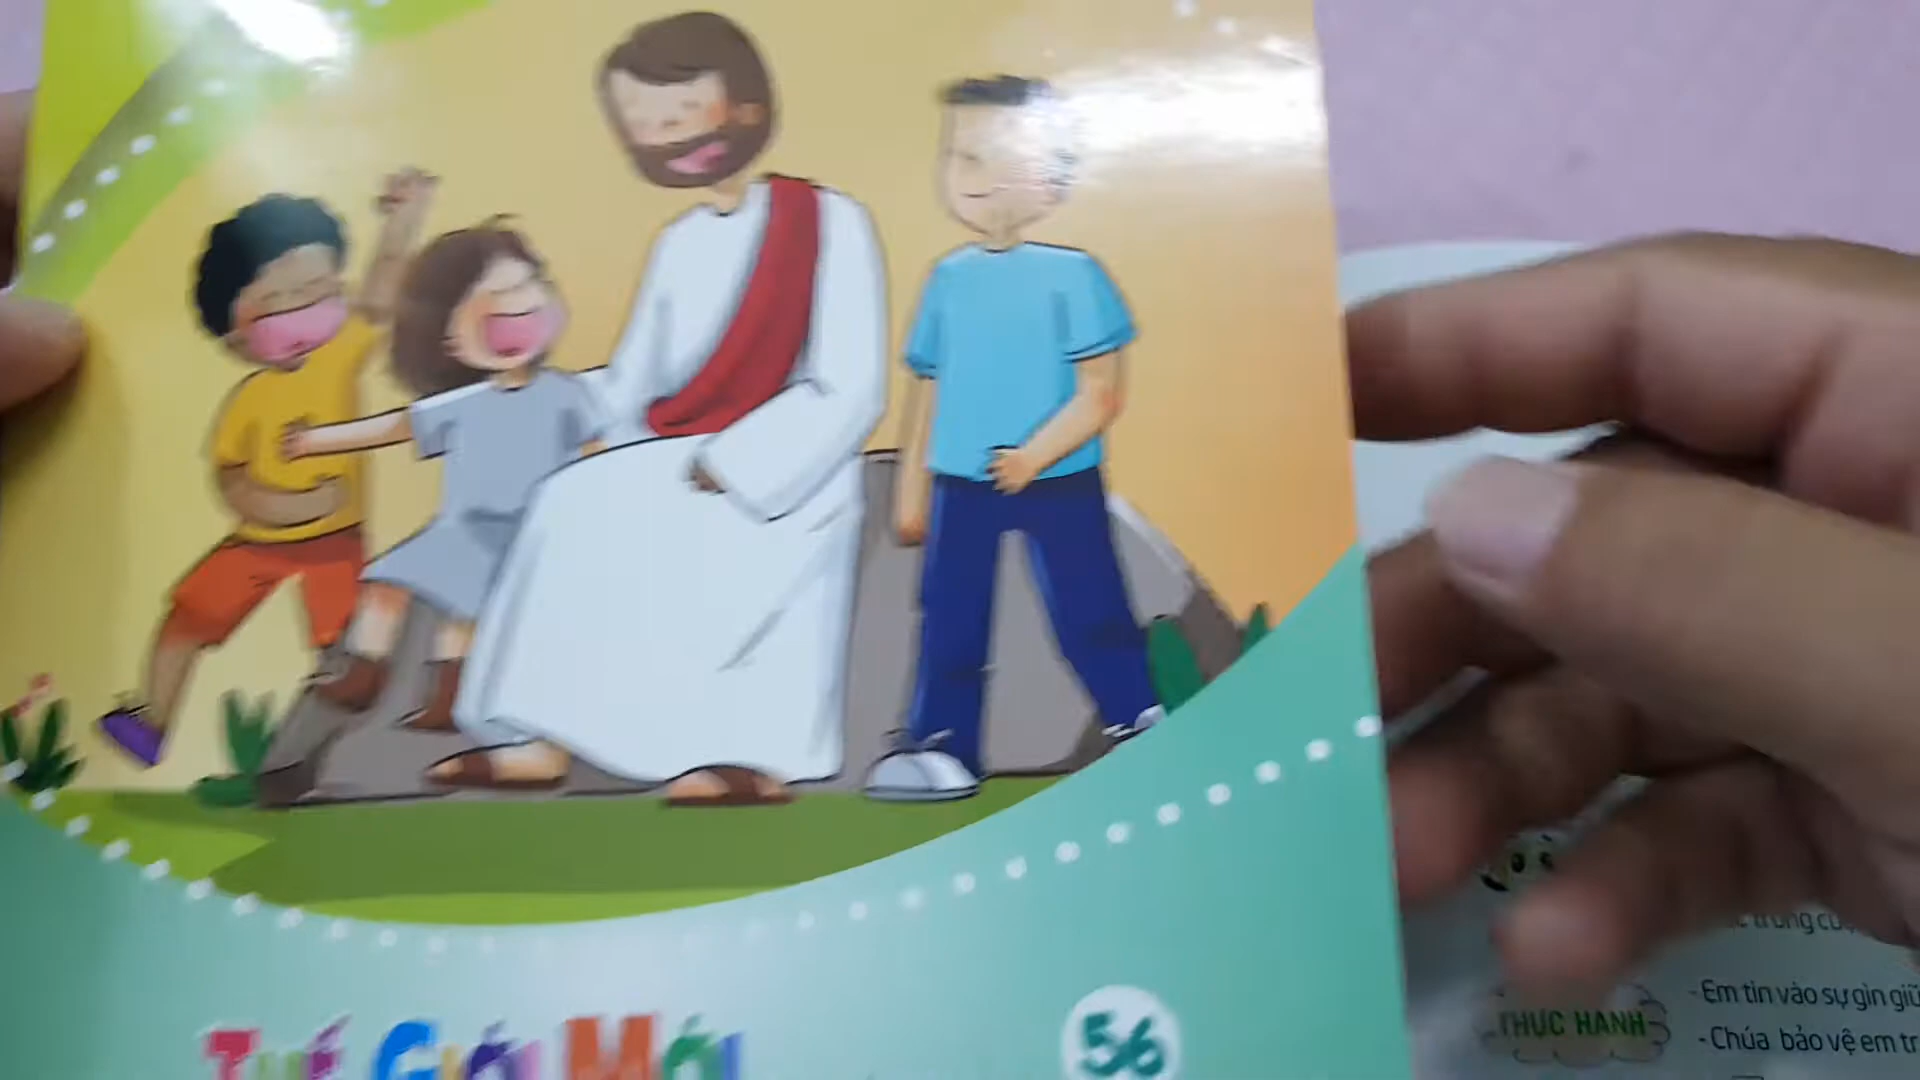 Thế Giới Mới
56
THỰC HÀNH
- Em tin vào sự gìn giữ
- Chúa bảo vệ em tr